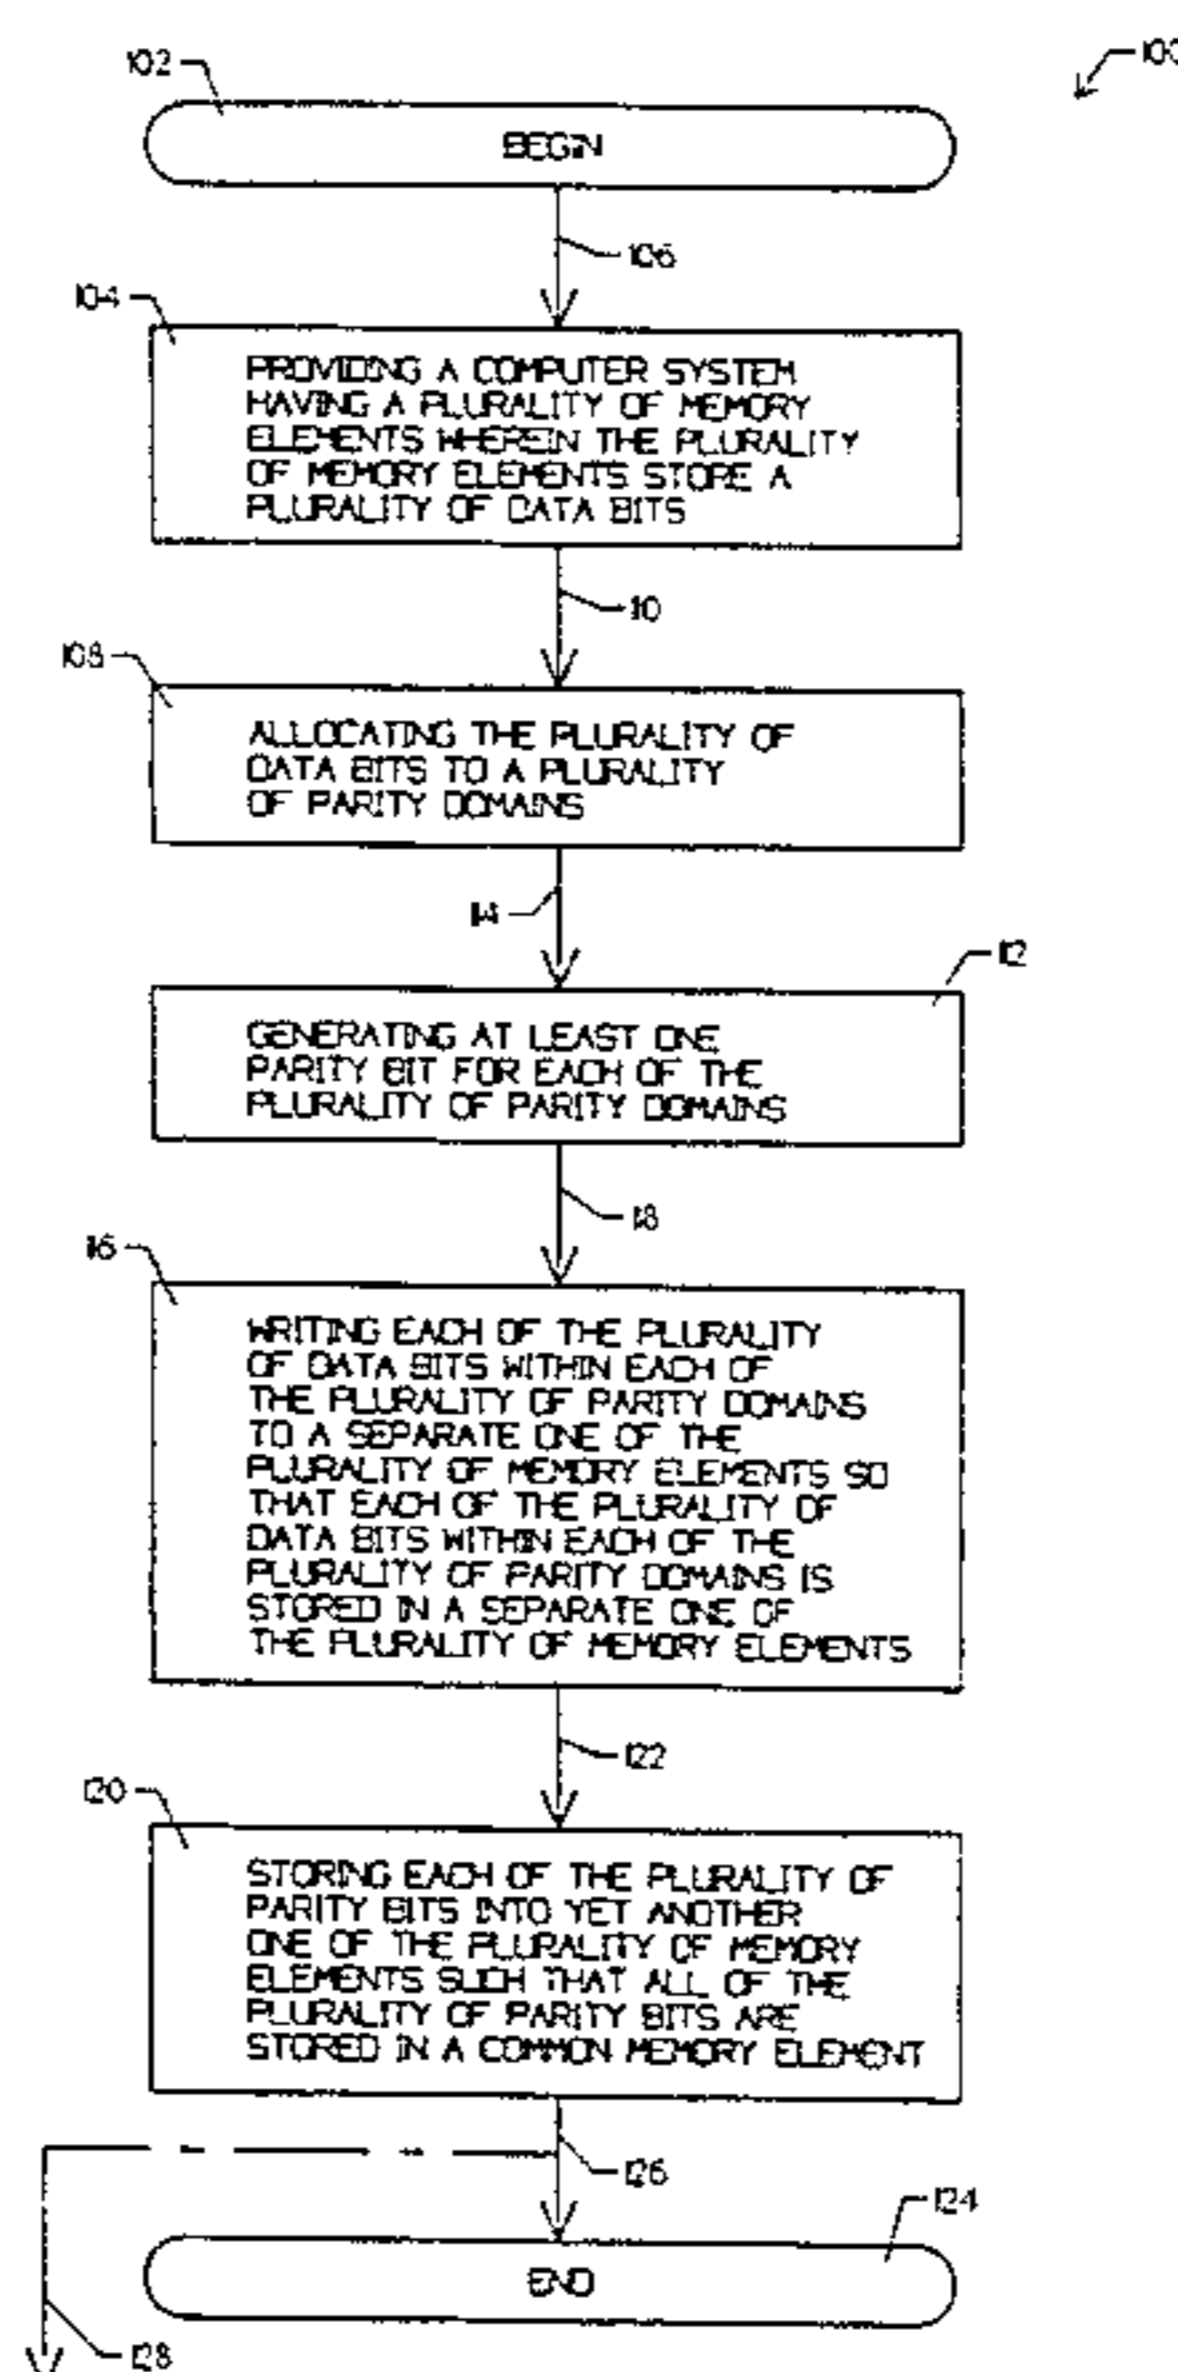 100
102
BEGIN
106
104
PROVIDING A COMPUTER SYSTEM
HAVING A PLURALITY OF MEMORY
ELEMENTS WHEREIN THE PLURALITY
OF MEMORY ELEMENTS STORE A
PLURALITY OF DATA BITS
110
108
ALLOCATING THE PLURALITY OF
DATA BITS TO A PLURALITY
OF PARITY DOMAINS
114
112
GENERATING AT LEAST ONE
PARITY BIT FOR EACH OF THE
PLURALITY OF PARITY DOMAINS
118
116
WRITING EACH OF THE PLURALITY
OF DATA BITS WITHIN EACH OF
THE PLURALITY OF PARITY DOMAINS
TO A SEPARATE ONE OF THE
PLURALITY OF MEMORY ELEMENTS SO
THAT EACH OF THE PLURALITY OF
DATA BITS WITHIN EACH OF THE
PLURALITY OF PARITY DOMAINS IS
STORED IN A SEPARATE ONE OF
THE PLURALITY OF MEMORY ELEMENTS
122
120
STORING EACH OF THE PLURALITY OF
PARITY BITS INTO YET ANOTHER
ONE OF THE PLURALITY OF MEMORY
ELEMENTS SUCH THAT ALL OF THE
PLURALITY OF PARITY BITS ARE
STORED IN A COMMON MEMORY ELEMENT
126
124
END
128